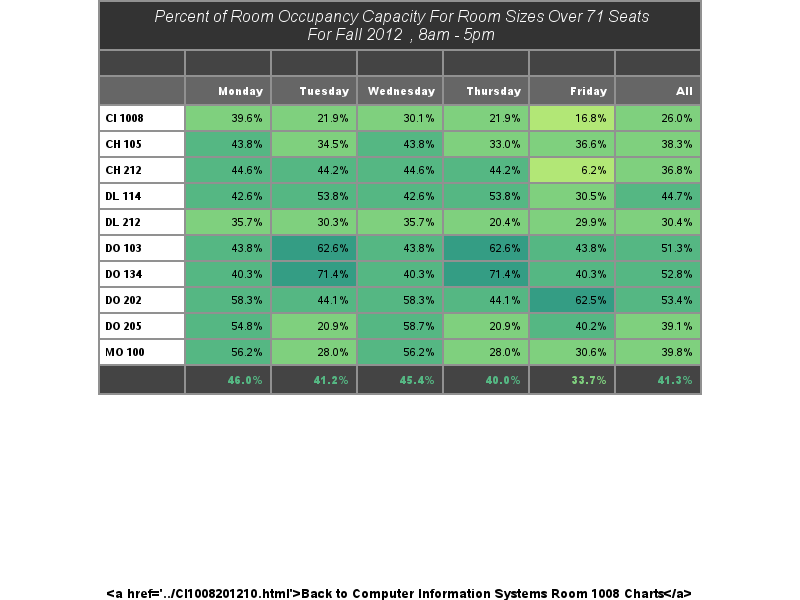 Percent of Room Occupancy Capacity For Room Sizes Over 71 Seats
For Fall 2012 , 8am - 5pm
Monday Tuesday Wednesday Thursday Friday All
CI 1008 39.6% 21.9% 30.1% 21.9% 16.8% 26.0%
CH 105 43.8% 34.5% 43.8% 33.0% 36.6% 38.3%
CH 212 44.6% 44.2% 44.6% 44.2% 6.2% 36.8%
DL 114 42.6% 53.8% 42.6% 53.8% 30.5% 44.7%
DL 212 35.7% 30.3% 35.7% 20.4% 29.9% 30.4%
DO 103 43.8% 62.6% 43.8% 62.6% 43.8% 51.3%
DO 134 40.3% 71.4% 40.3% 71.4% 40.3% 52.8%
DO 202 58.3% 44.1% 58.3% 44.1% 62.5% 53.4%
DO 205 54.8% 20.9% 58.7% 20.9% 40.2% 39.1%
MO 100 56.2% 28.0% 56.2% 28.0% 30.6% 39.8%
46.0% 41.2% 45.4% 40.0% 33.7% 41.3%
<a href='../CI1008201210.html'>Back to Computer Information Systems Room 1008 Charts</a>